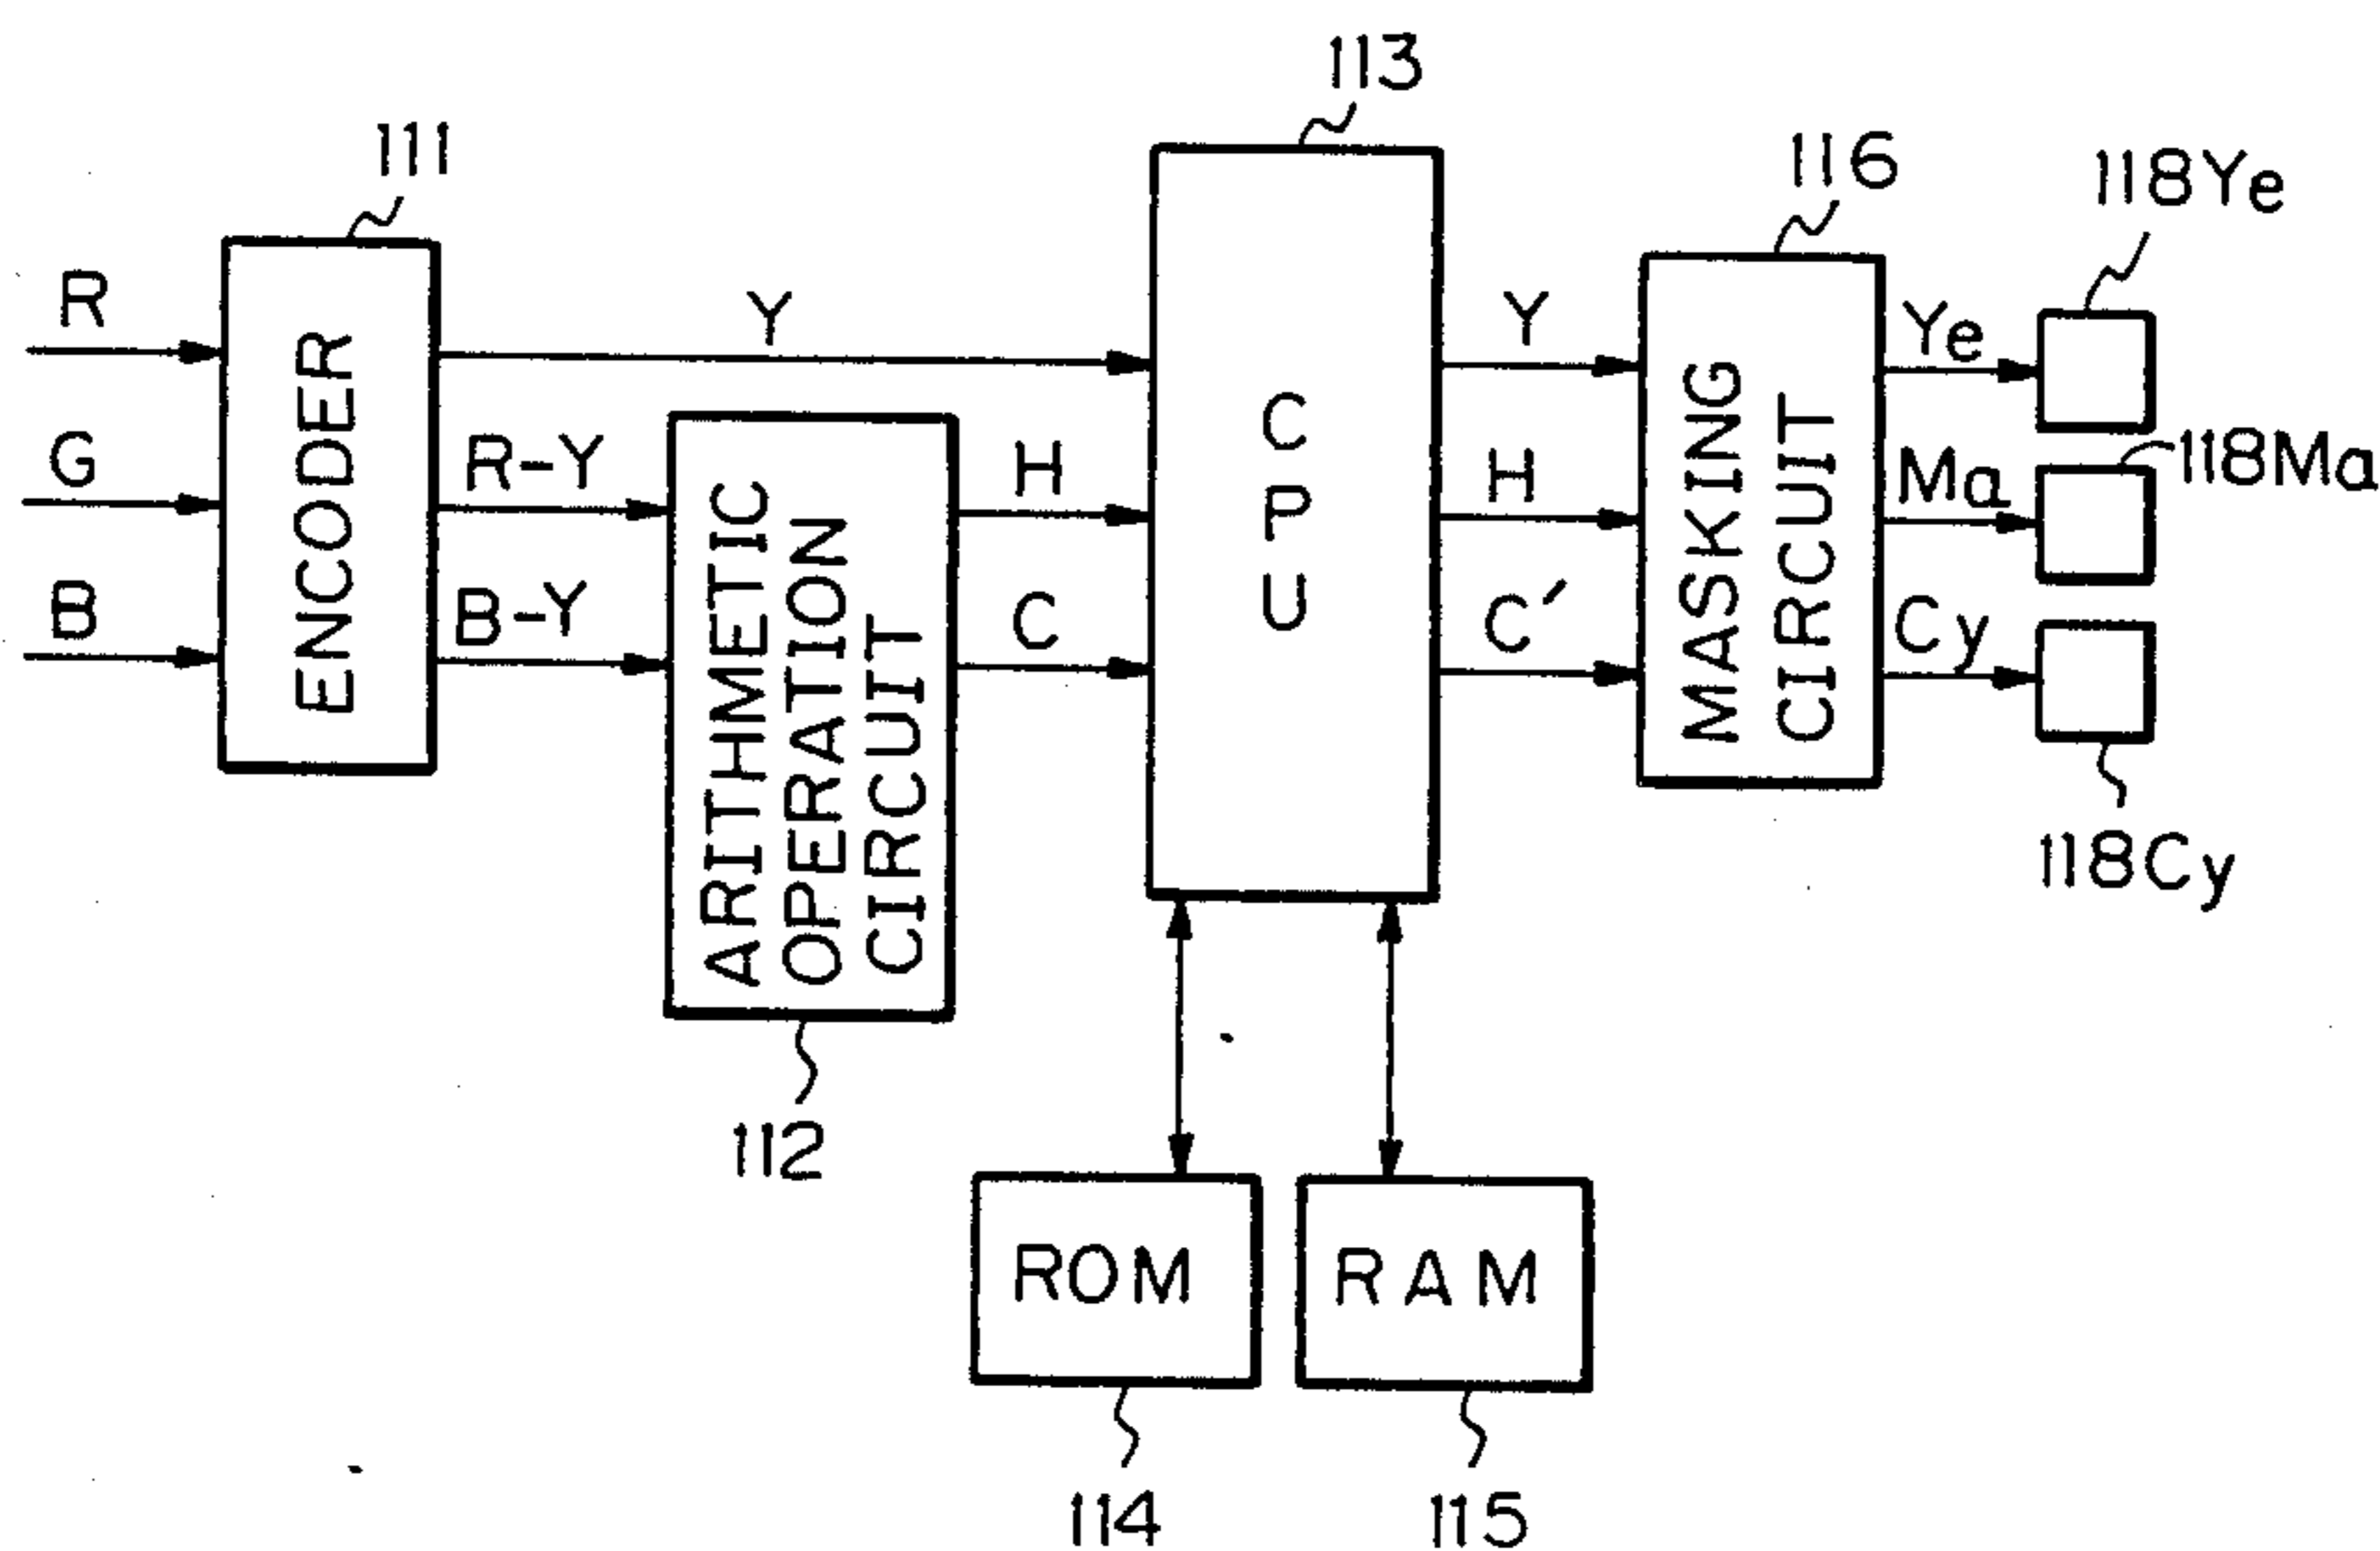 113
111
116
118Ye
R
Y
Y
Ye
G
R-Y
H
H
Ma
118Ma
B
B-Y
C
C′
Cy
ENCODER
ARITHMETIC
OPERATION
CIRCUIT
C
P
U
MASKING
CIRCUIT
118Cy
112
ROM
RAM
114
115